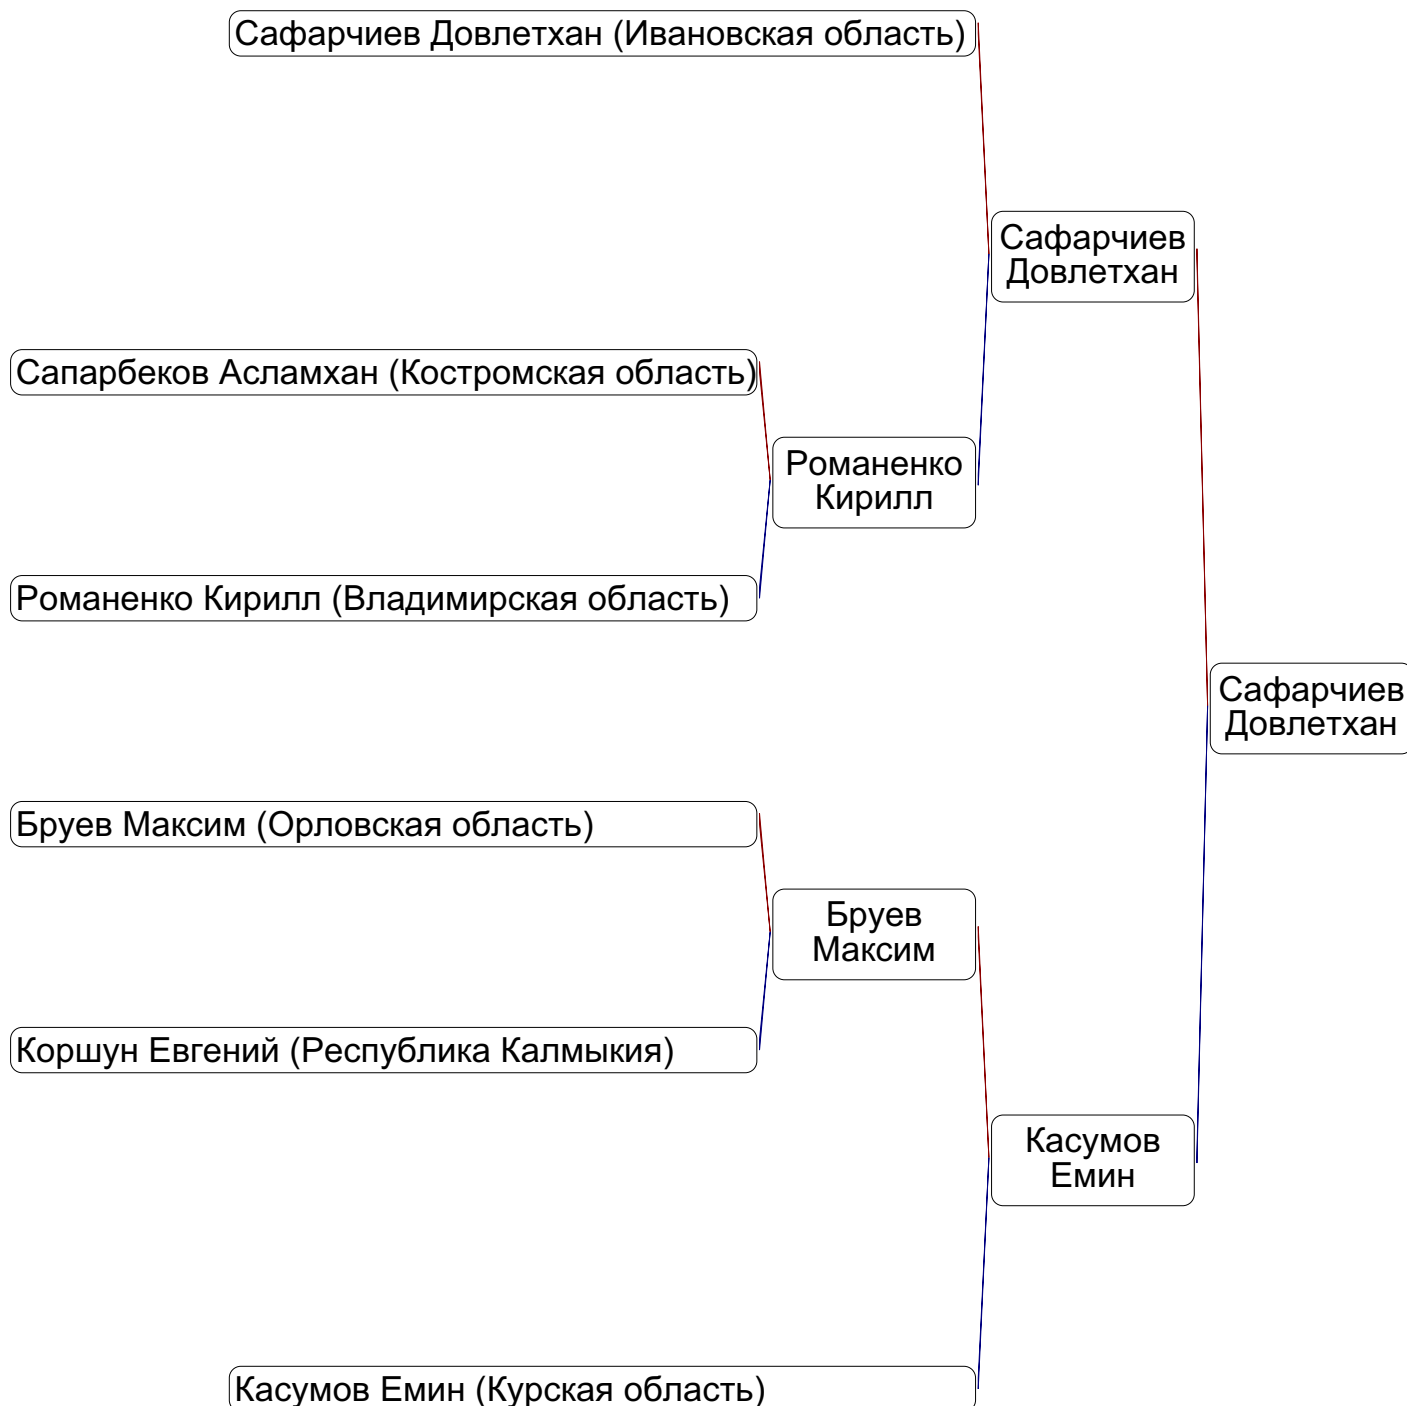 Сафарчиев Довлетхан (Ивановская область)
Сафарчиев
Довлетхан
Сапарбеков Асламхан (Костромская область)
Романенко
Кирилл
Романенко Кирилл (Владимирская область)
Сафарчиев
Довлетхан
Бруев Максим (Орловская область)
Бруев
Максим
Коршун Евгений (Республика Калмыкия)
Касумов
Емин
Касумов Емин (Курская область)